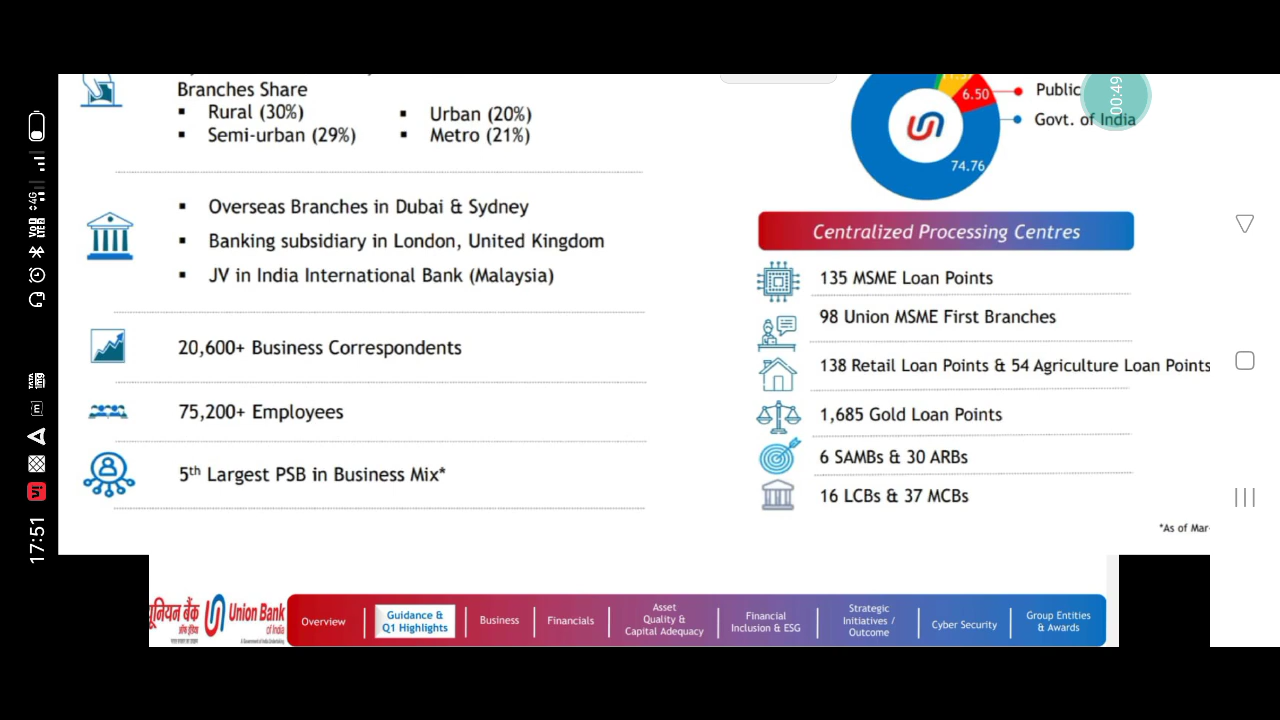 Branches Share
▪ Rural (30%)
▪ Urban (20%)
▪ Semi-urban (29%)
▪ Metro (21%)
▪ Overseas Branches in Dubai & Sydney
▪ Banking subsidiary in London, United Kingdom
▪ JV in India International Bank (Malaysia)
20,600+ Business Correspondents
75,200+ Employees
5th Largest PSB in Business Mix*
6.50
Public
Govt. of India
74.76
00:49
Centralized Processing Centres
135 MSME Loan Points
98 Union MSME First Branches
138 Retail Loan Points & 54 Agriculture Loan Points
1,685 Gold Loan Points
6 SAMBs & 30 ARBs
16 LCBs & 37 MCBs
*As of Mar
17:51
4G
TATA 1mg
यूनियन बैंक
ऑफ़ इंडिया
Union Bank
of India
Overview
Guidance &
Q1 Highlights
Business
Financials
Asset
Quality &
Capital Adequacy
Financial
Inclusion & ESG
Strategic
Initiatives /
Outcome
Cyber Security
Group Entities
& Awards